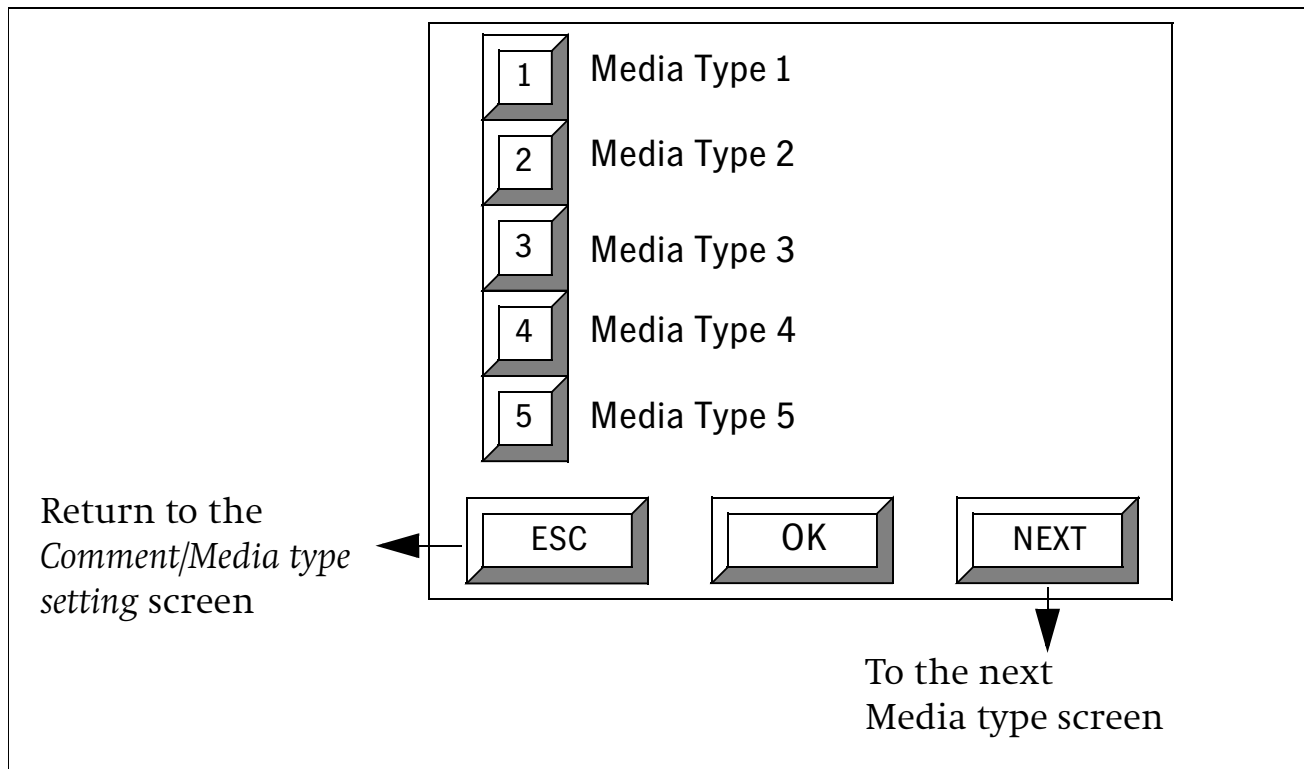 1 Media Type 1
2 Media Type 2
3 Media Type 3
4 Media Type 4
5 Media Type 5
Return to the
Comment/Media type
setting screen
ESC OK NEXT
To the next
Media type screen